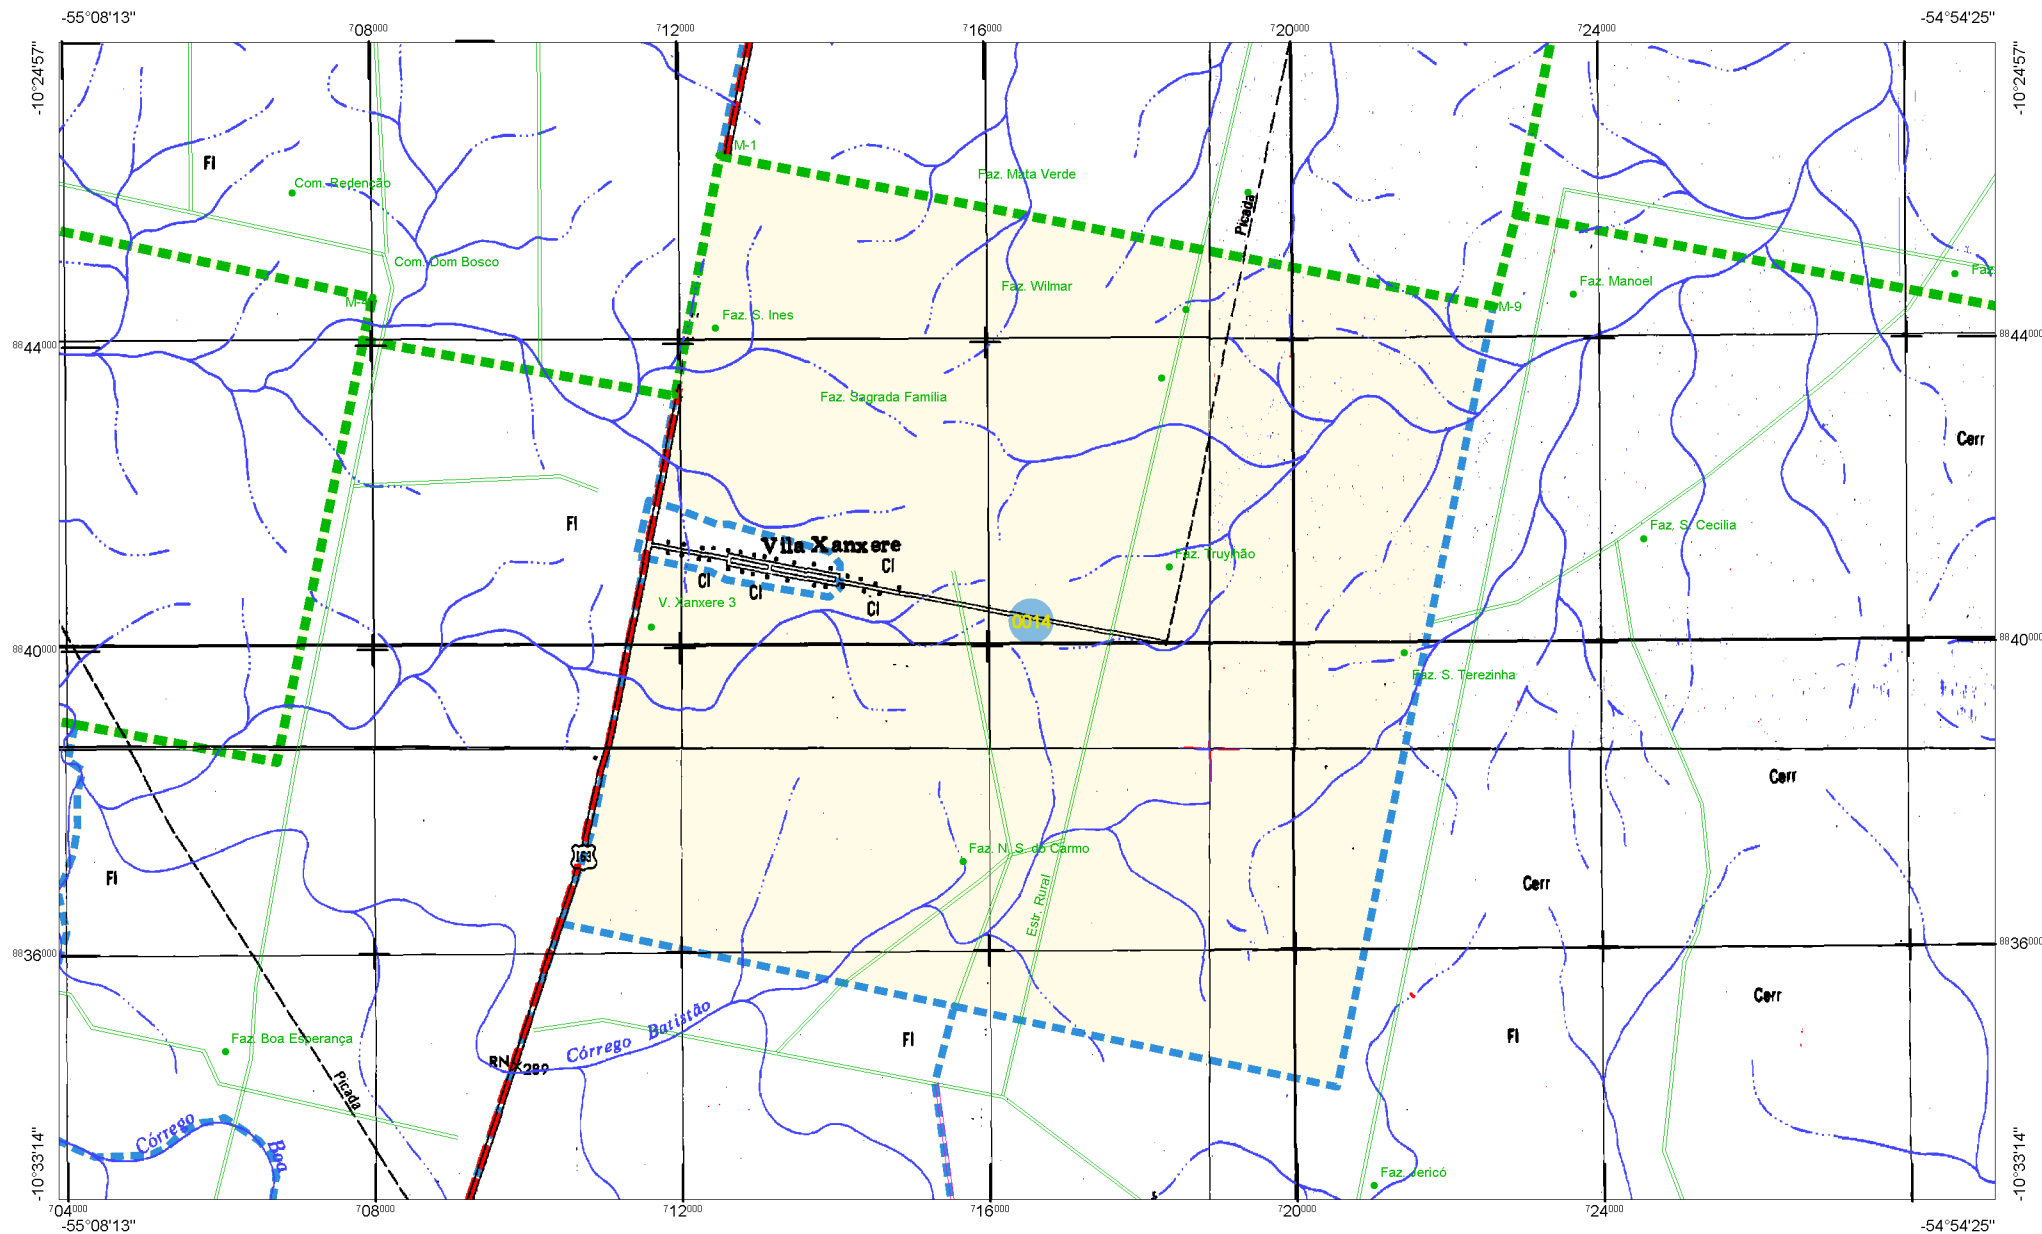 -55°08'13"
-54°54'25"
708000
712000
716000
720000
724000
-10°24'57"
-10°24'57"
M-1
Fl
Faz. Mata Verde
Com. Redenção
Picada
Com. Dom Bosco
Faz.
Faz. Manoel
Faz. Wilmar
M-9
Faz. S. Ines
8844000
8844000
Faz. Sagrada Família
Cerr
Fl
Faz. S. Cecilia
Vila Xanxere
Faz. Truylhão
Cl
Cl
Cl
V. Xanxere 3
Cl
0014
8840000
8840000
Faz. S. Terezinha
Cerr
163
Faz. N. S. do Carmo
Fl
Cerr
Estr. Rural
8836000
8836000
Cerr
Córrego Batistão
Faz. Boa Esperança
Fl
Fl
RN
289
Picada
Córrego
Boa
Faz. Jericó
-10°33'14"
-10°33'14"
704000
708000
712000
716000
720000
724000
-55°08'13"
-54°54'25"